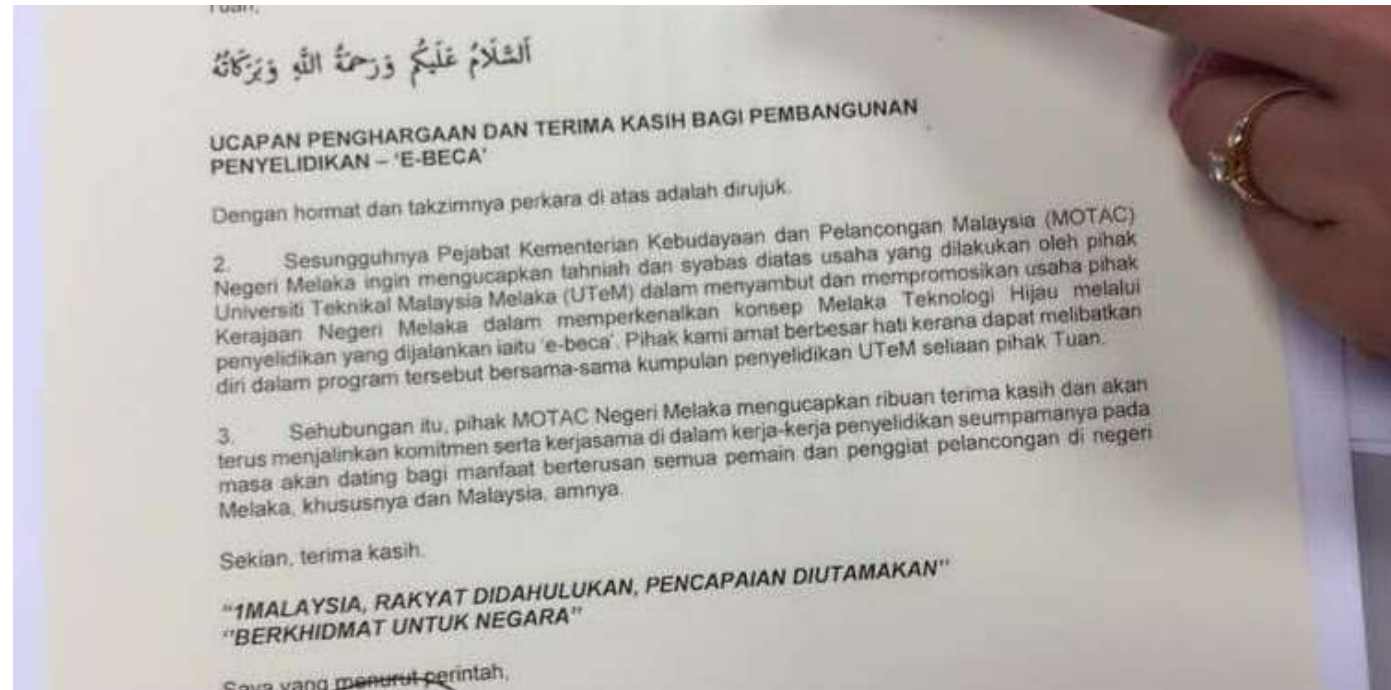 Tuan,
اَلسَّلَامُ عَلَيْكُمْ وَرَحْمَةُ اللهِ وَبَرَكَاتُهُ
UCAPAN PENGHARGAAN DAN TERIMA KASIH BAGI PEMBANGUNAN
PENYELIDIKAN – 'E-BECA'
Dengan hormat dan takzimnya perkara di atas adalah dirujuk.
2. Sesungguhnya Pejabat Kementerian Kebudayaan dan Pelancongan Malaysia (MOTAC)
Negeri Melaka ingin mengucapkan tahniah dan syabas diatas usaha yang dilakukan oleh pihak
Universiti Teknikal Malaysia Melaka (UTeM) dalam menyambut dan mempromosikan usaha pihak
Kerajaan Negeri Melaka dalam memperkenalkan konsep Melaka Teknologi Hijau melalui
penyelidikan yang dijalankan iaitu 'e-beca'. Pihak kami amat berbesar hati kerana dapat melibatkan
diri dalam program tersebut bersama-sama kumpulan penyelidikan UTeM seliaan pihak Tuan.
3. Sehubungan itu, pihak MOTAC Negeri Melaka mengucapkan ribuan terima kasih dan akan
terus menjalinkan komitmen serta kerjasama di dalam kerja-kerja penyelidikan seumpamanya pada
masa akan dating bagi manfaat berterusan semua pemain dan penggiat pelancongan di negeri
Melaka, khususnya dan Malaysia, amnya.
Sekian, terima kasih.
"1MALAYSIA, RAKYAT DIDAHULUKAN, PENCAPAIAN DIUTAMAKAN"
"BERKHIDMAT UNTUK NEGARA"
Saya yang menurut perintah,